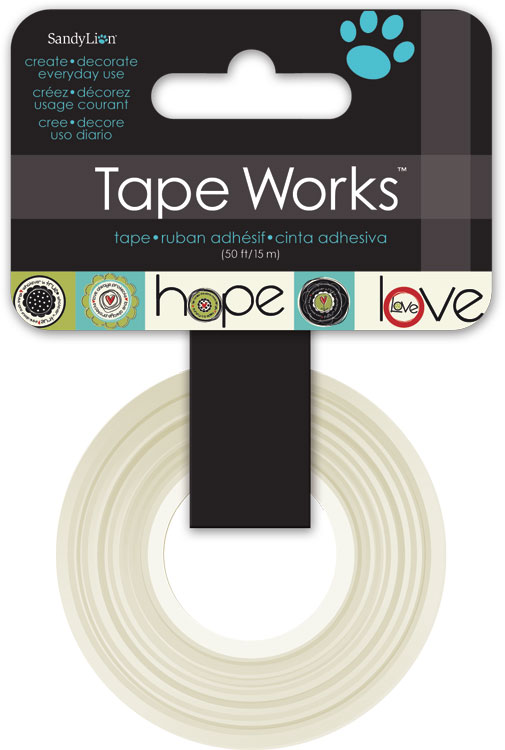 SandyLion®
create•decorate
everyday use
créez•décorez
usage courant
cree•decore
uso diario
Tape Works™
tape•ruban adhésif•cinta adhesiva
(50 ft/15 m)
hope love
Love